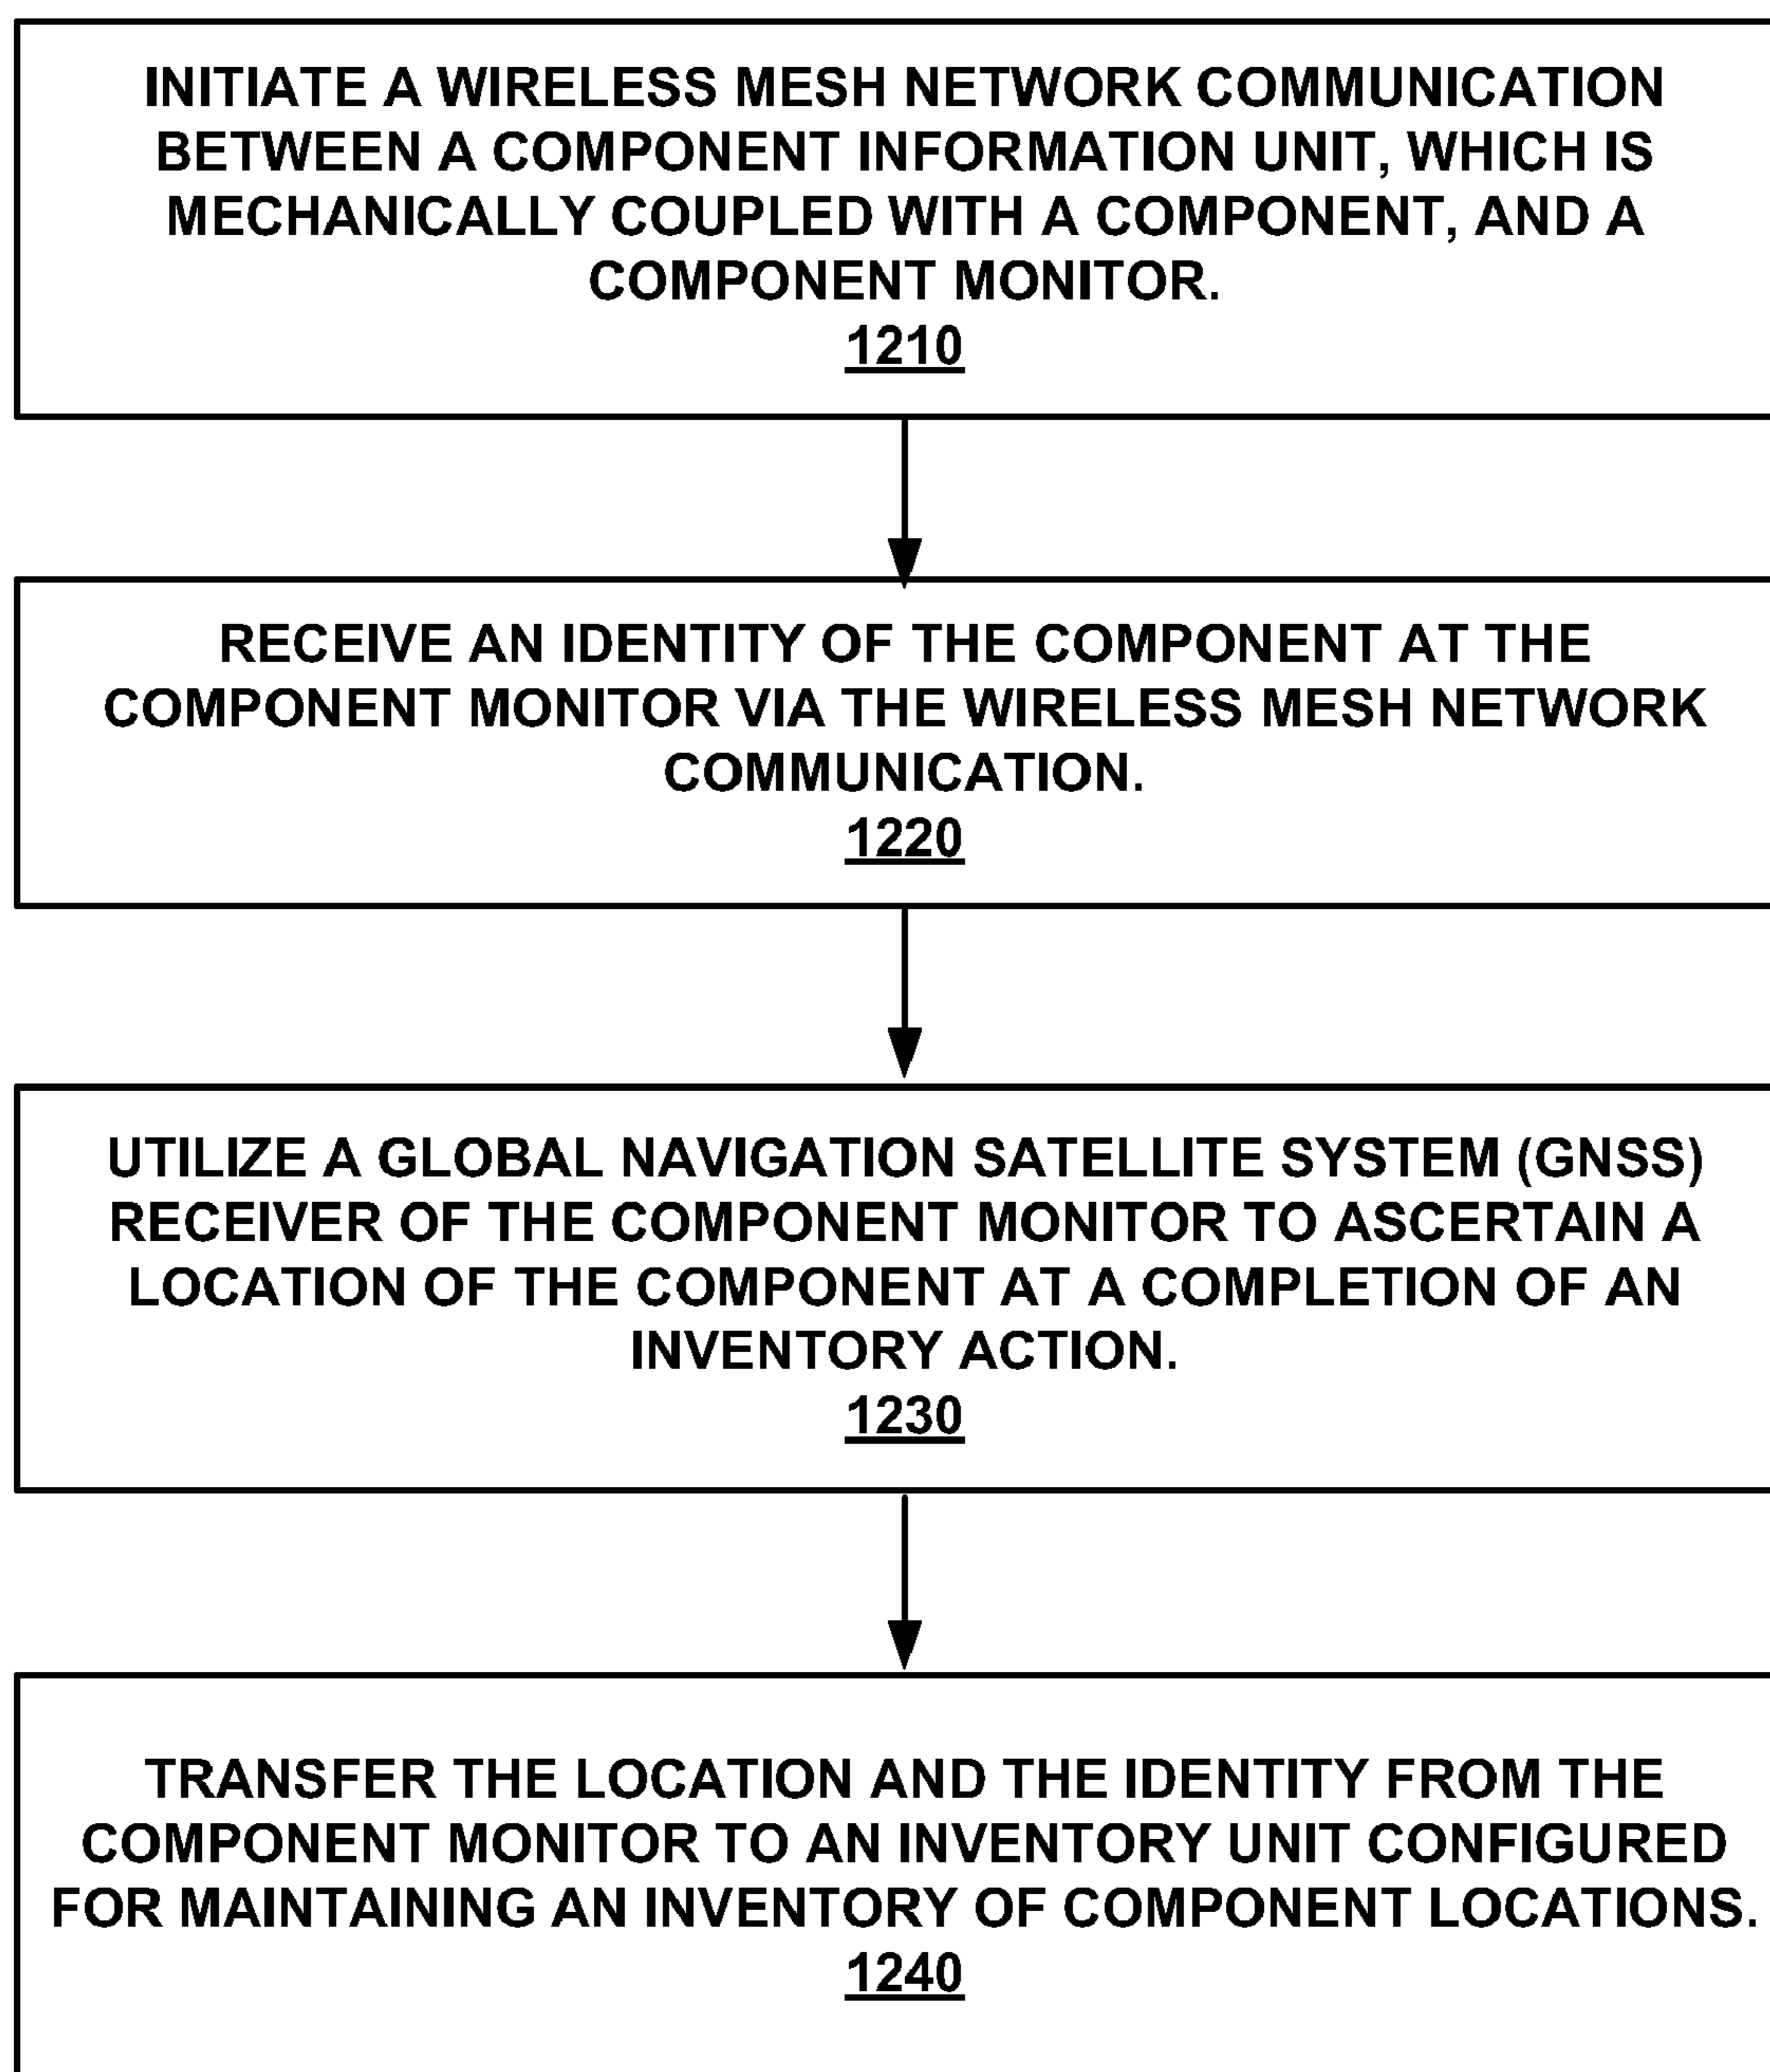 INITIATE A WIRELESS MESH NETWORK COMMUNICATION
BETWEEN A COMPONENT INFORMATION UNIT, WHICH IS
MECHANICALLY COUPLED WITH A COMPONENT, AND A
COMPONENT MONITOR.
1210
RECEIVE AN IDENTITY OF THE COMPONENT AT THE
COMPONENT MONITOR VIA THE WIRELESS MESH NETWORK
COMMUNICATION.
1220
UTILIZE A GLOBAL NAVIGATION SATELLITE SYSTEM (GNSS)
RECEIVER OF THE COMPONENT MONITOR TO ASCERTAIN A
LOCATION OF THE COMPONENT AT A COMPLETION OF AN
INVENTORY ACTION.
1230
TRANSFER THE LOCATION AND THE IDENTITY FROM THE
COMPONENT MONITOR TO AN INVENTORY UNIT CONFIGURED
FOR MAINTAINING AN INVENTORY OF COMPONENT LOCATIONS.
1240